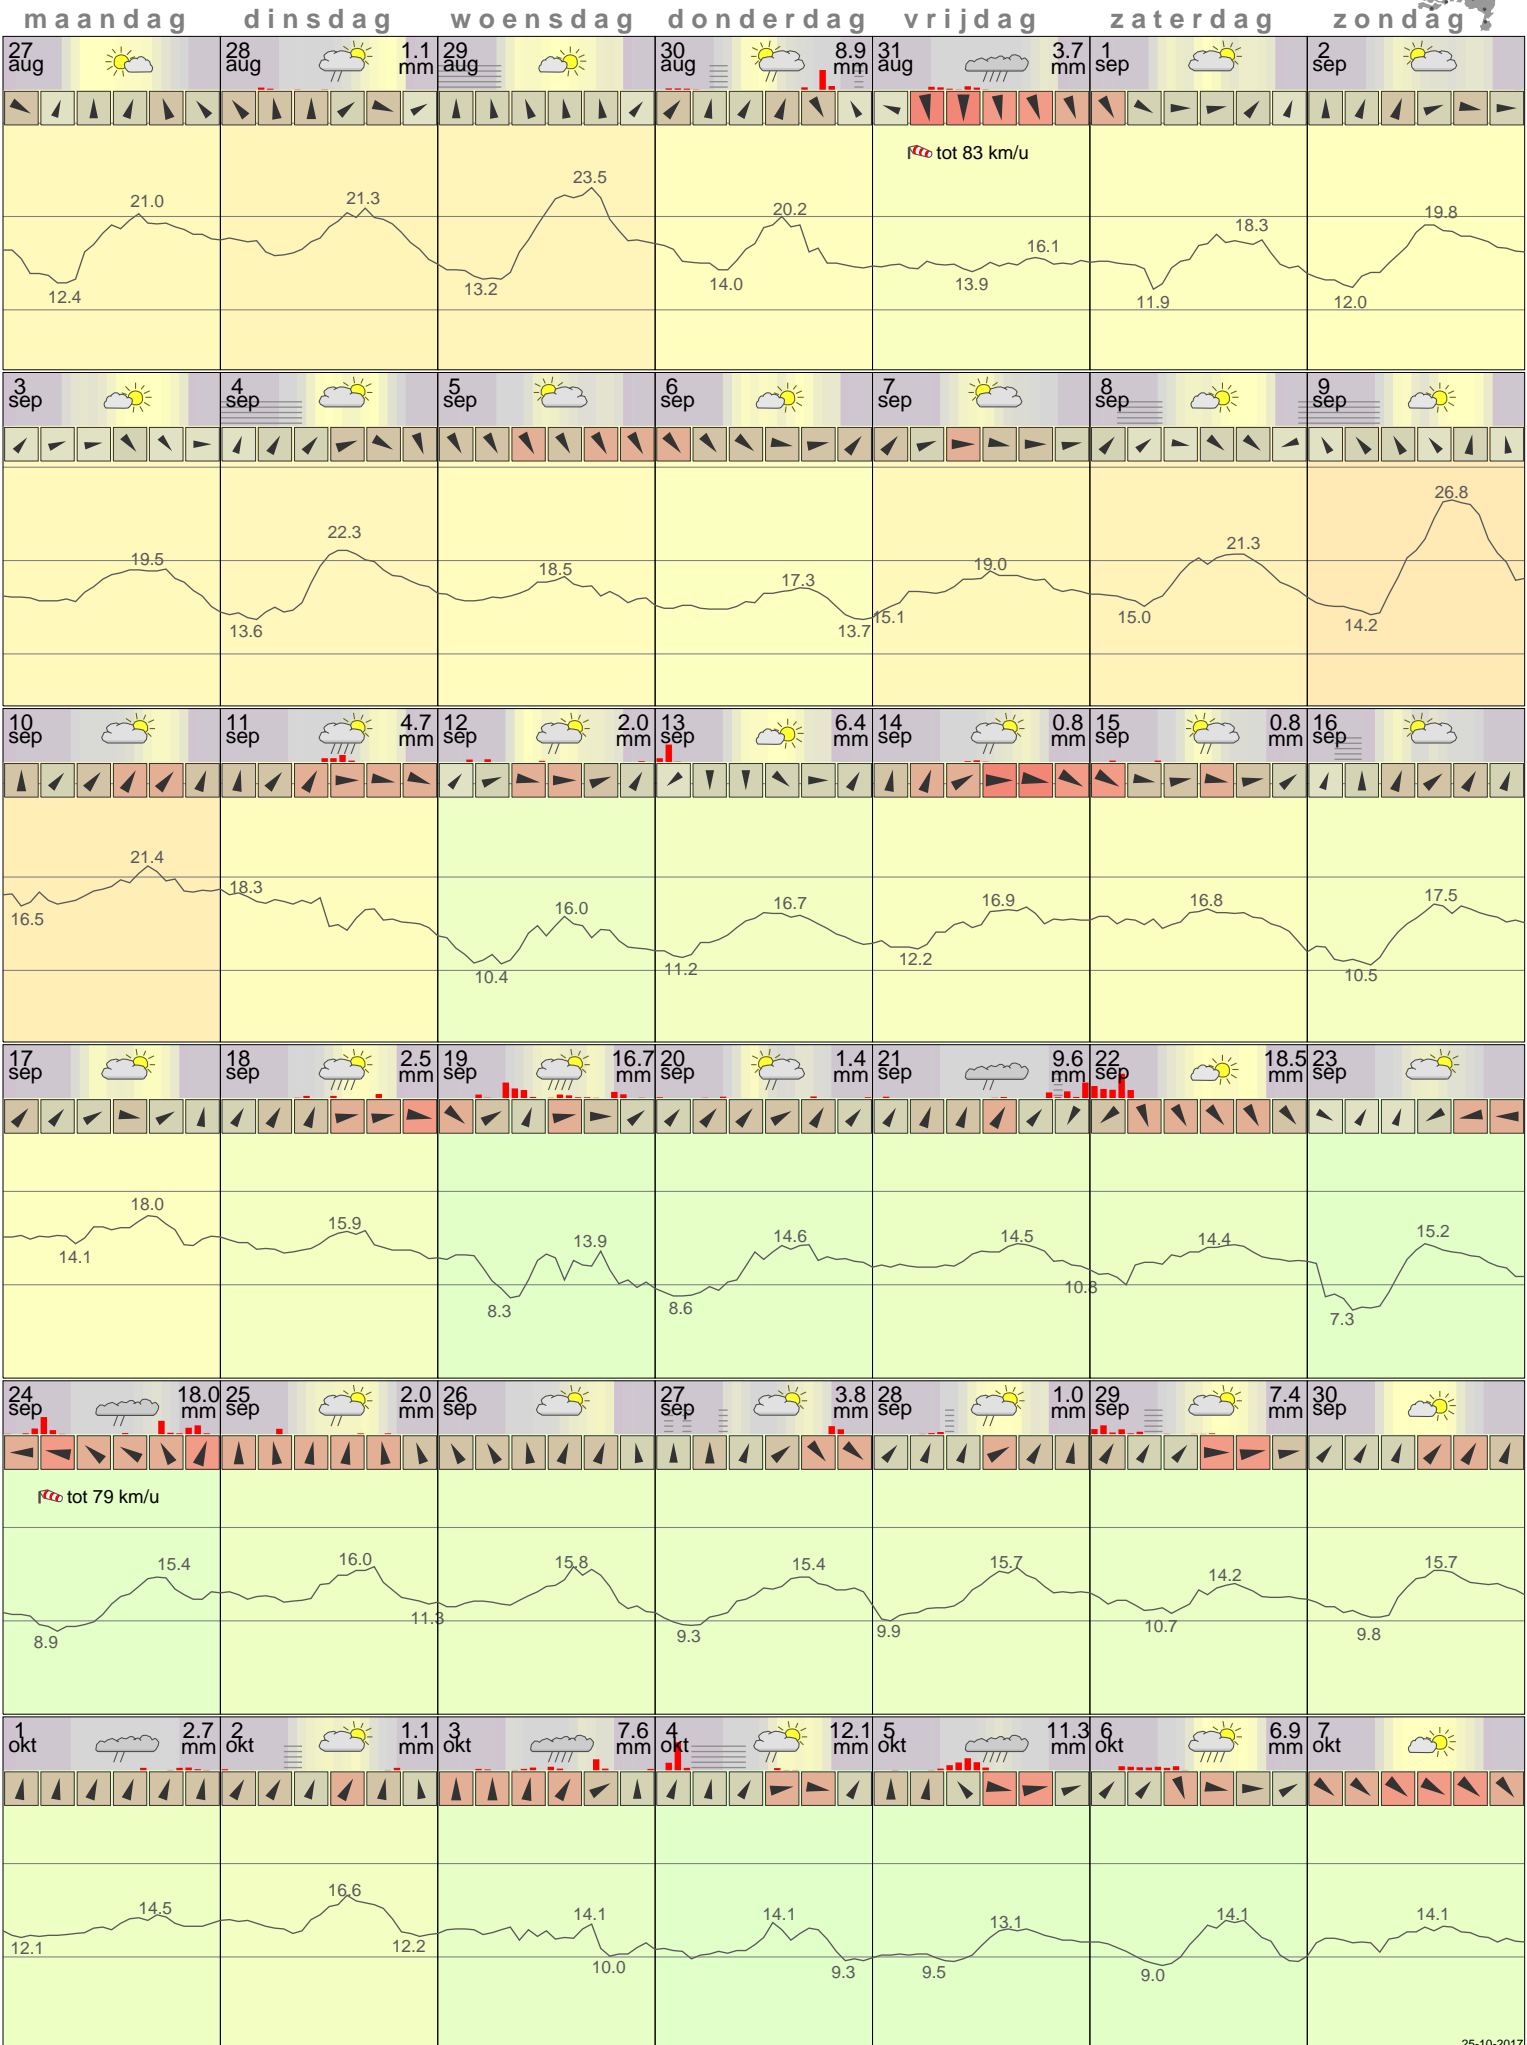 maandag dinsdag woensdag donderdag vrijdag zaterdag zondag
27 28 1.1 29 30 8.9 31 3.7 1 2
aug aug mm aug aug mm aug mm sep sep
tot 83 km/u
23.5
21.0 21.3 20.2 19.8
18.3
16.1
12.4 13.2 14.0 13.9 11.9 12.0
3 4 5 6 7 8 9
sep sep sep sep sep sep sep
26.8
22.3 21.3
19.5 18.5 17.3 19.0
13.6 13.7 15.1 15.0 14.2
10 11 4.7 12 2.0 13 6.4 14 0.8 15 0.8 16
sep sep mm sep mm sep mm sep mm sep mm sep
21.4
18.3 17.5
16.5 16.0 16.7 16.9 16.8
10.4 11.2 12.2 10.5
17 18 2.5 19 16.7 20 1.4 21 9.6 22 18.5 23
sep sep mm sep mm sep mm sep mm sep mm sep
18.0
15.9 13.9 14.6 14.5 14.4 15.2
14.1 10.8
8.3 8.6 7.3
24 18.0 25 2.0 26 27 3.8 28 1.0 29 7.4 30
sep mm sep mm sep sep mm sep mm sep mm sep
tot 79 km/u
15.4 16.0 15.8 15.4 15.7 14.2 15.7
8.9 11.3 9.3 9.9 10.7 9.8
1 2.7 2 1.1 3 7.6 4 12.1 5 11.3 6 6.9 7
okt mm okt mm okt mm okt mm okt mm okt mm okt
16.6
14.5 14.1 14.1 13.1 14.1 14.1
12.1 12.2 10.0 9.3 9.5 9.0
25-10-2017